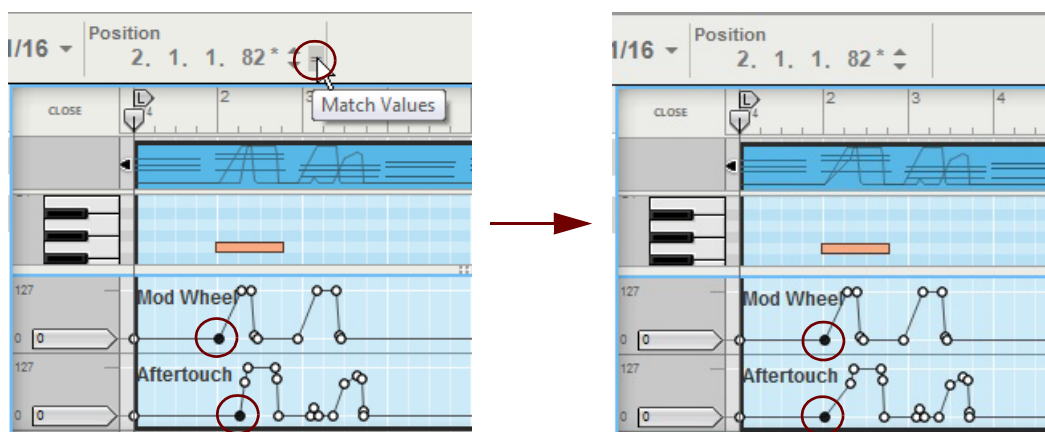 Position
1/16
2. 1. 1. 82 *
=
Match Values
CLOSE
L
4
2
3
127
Mod Wheel
0
0
127
Aftertouch
0
0
Position
1/16
2. 1. 1. 82 *
CLOSE
L
4
2
3
4
127
Mod Wheel
0
0
127
Aftertouch
0
0